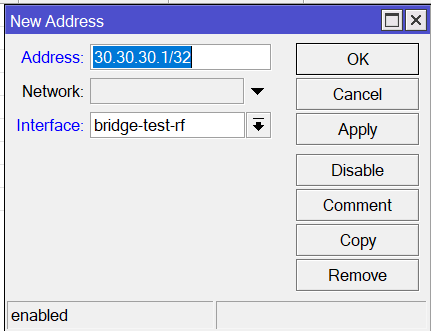 New Address
Address: 30.30.30.1/32
Network:
Interface: bridge-test-rf
OK
Cancel
Apply
Disable
Comment
Copy
Remove
enabled